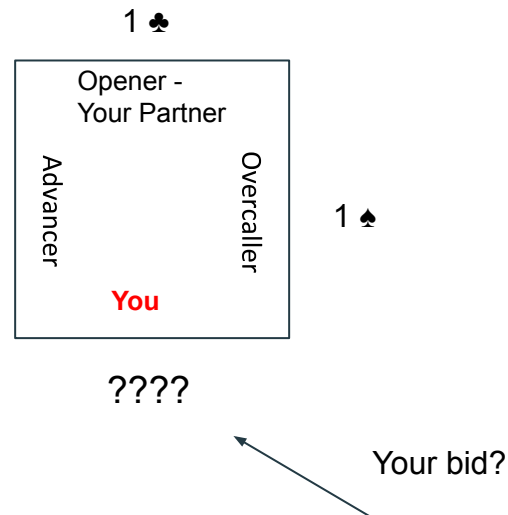 1 ♣
Opener -
Your Partner
Advancer
Overcaller
1 ♠
You
????
Your bid?